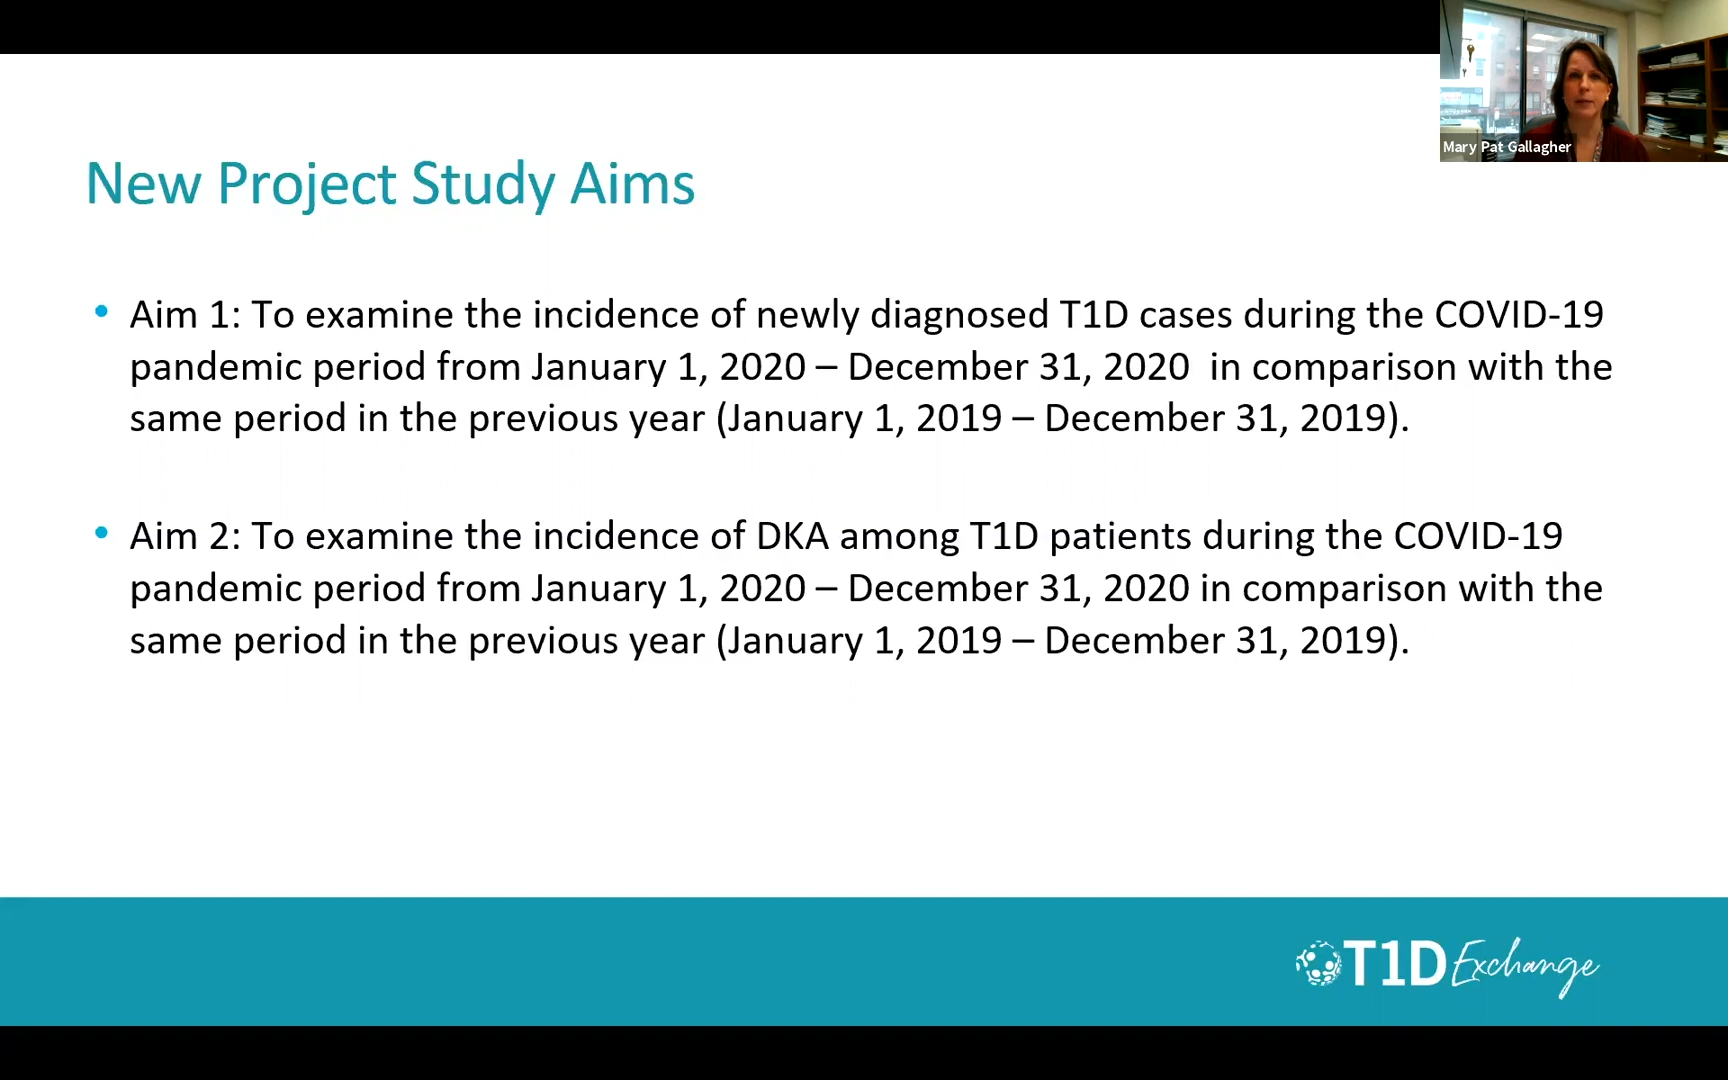 Mary Pat Gallagher
New Project Study Aims
• Aim 1: To examine the incidence of newly diagnosed T1D cases during the COVID-19
pandemic period from January 1, 2020 – December 31, 2020  in comparison with the
same period in the previous year (January 1, 2019 – December 31, 2019).
• Aim 2: To examine the incidence of DKA among T1D patients during the COVID-19
pandemic period from January 1, 2020 – December 31, 2020 in comparison with the
same period in the previous year (January 1, 2019 – December 31, 2019).
T1D Exchange